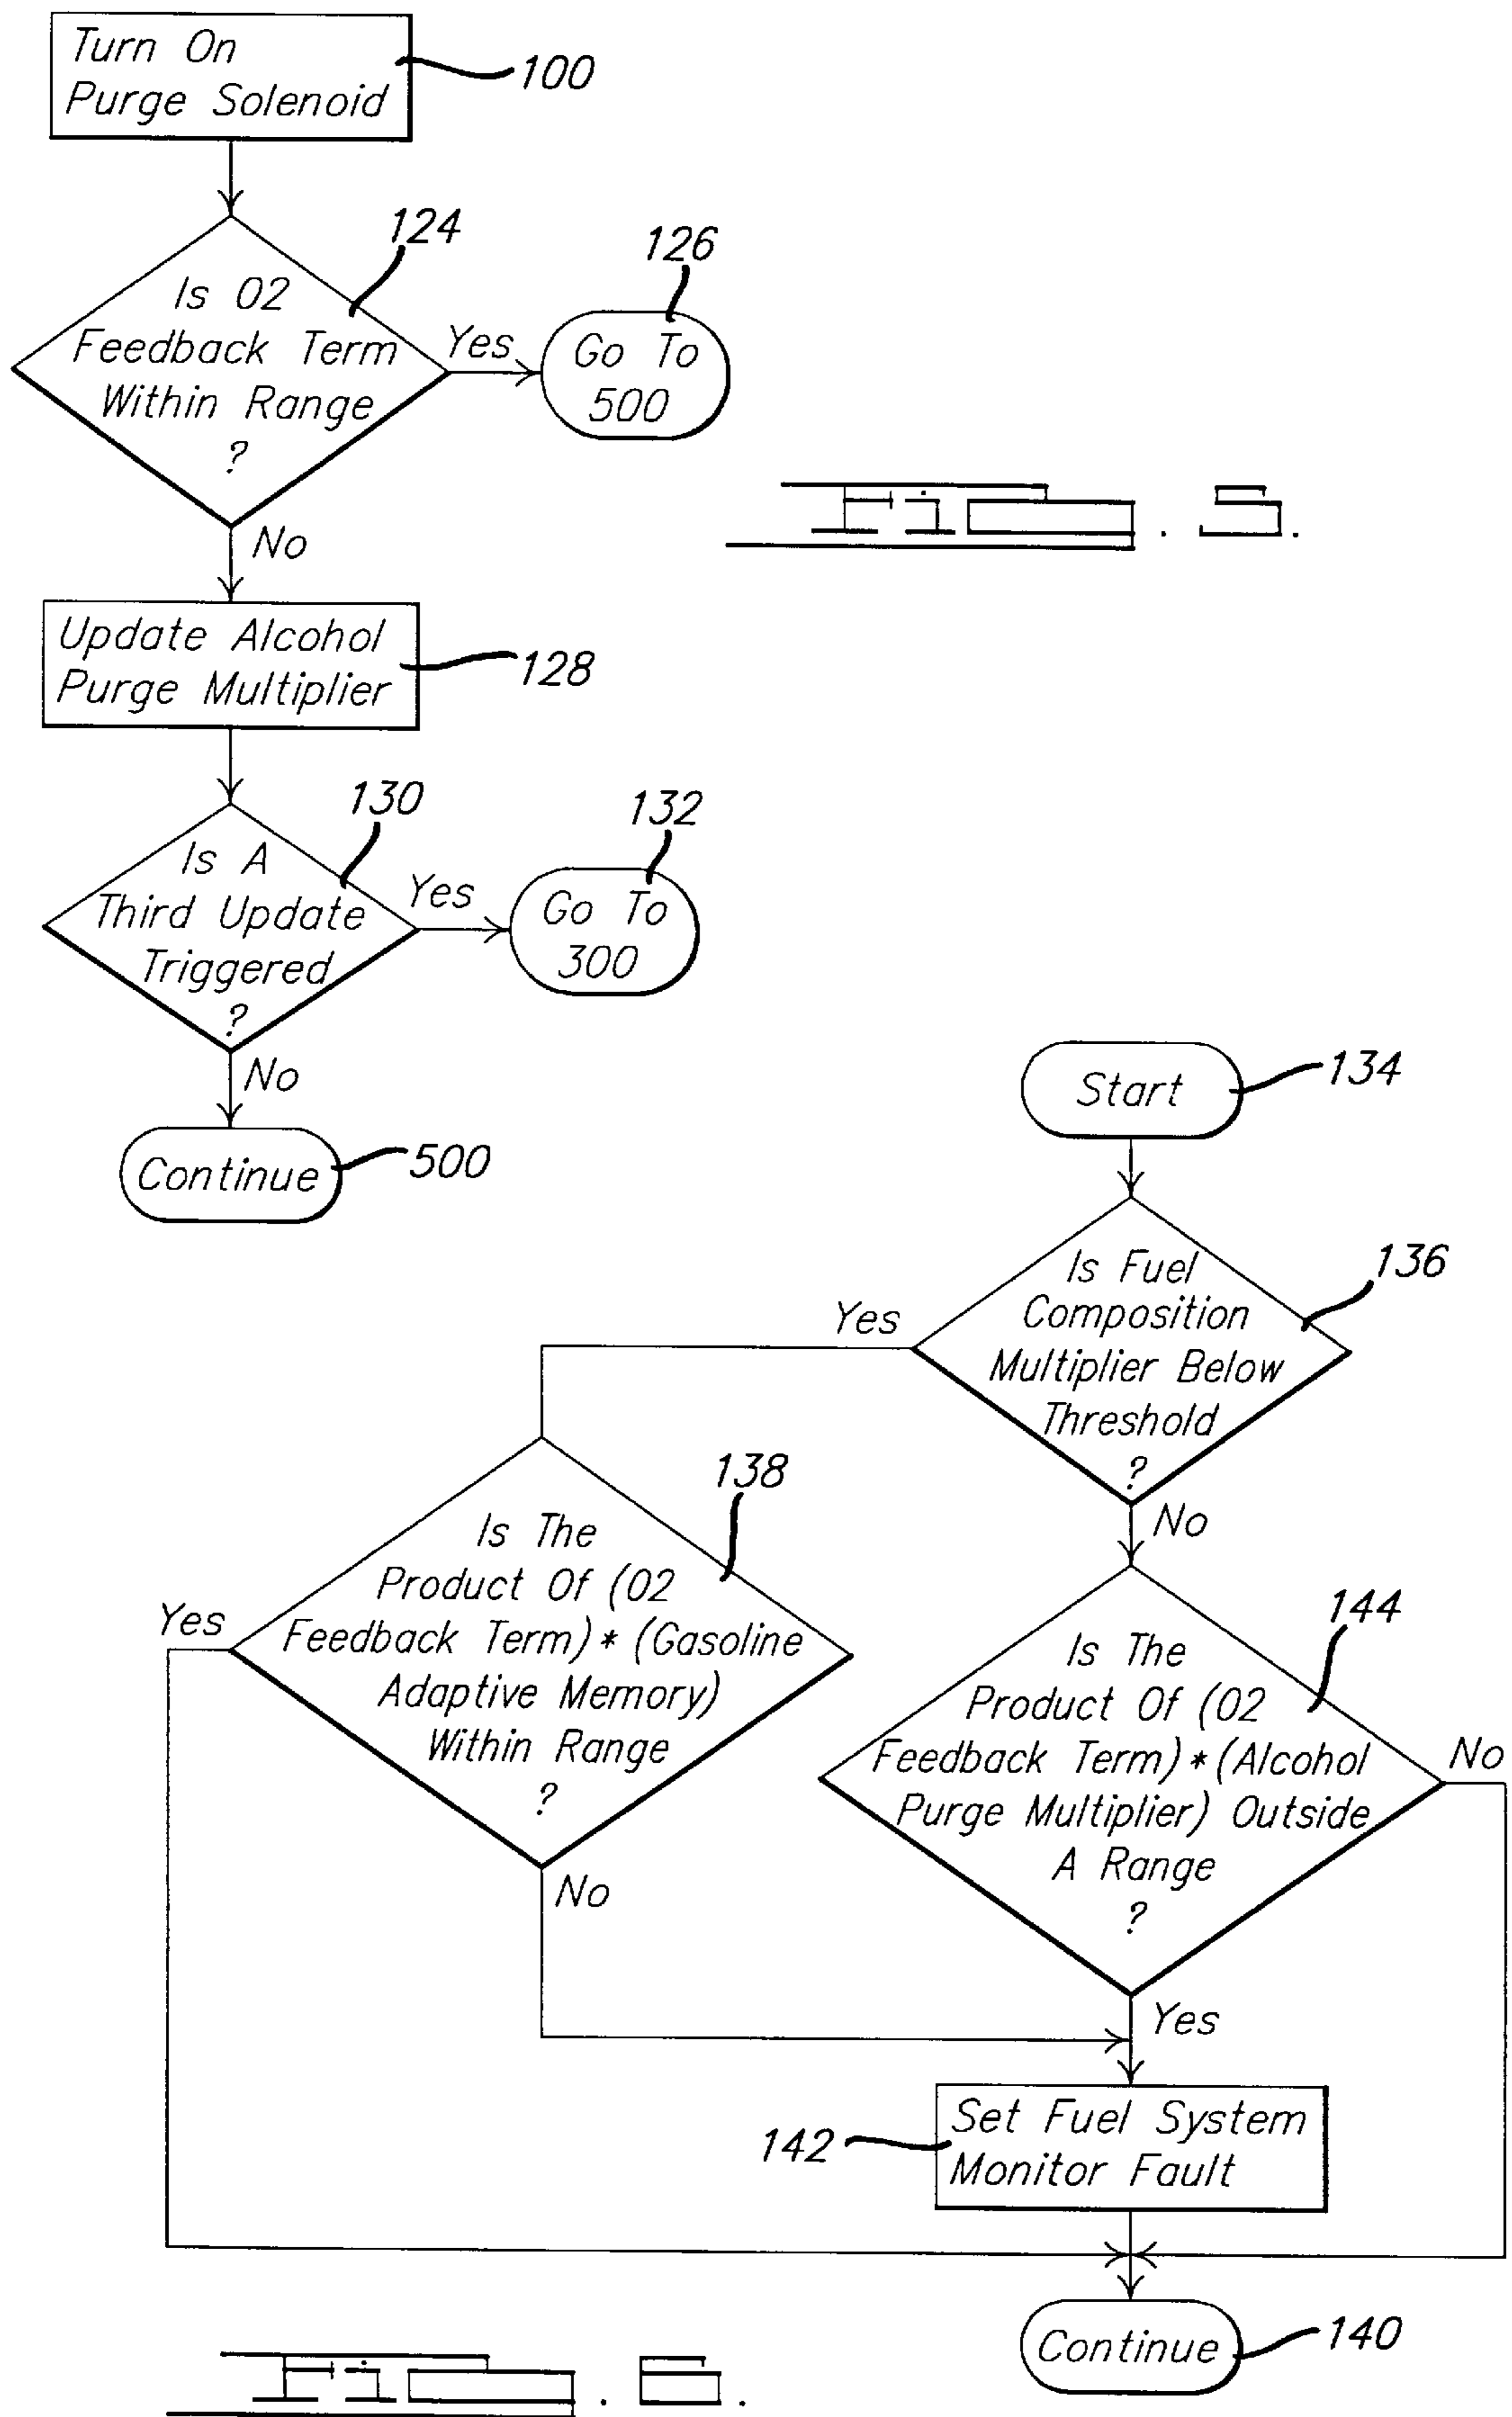 Turn On
Purge Solenoid
100
124
Is O2
Feedback Term
Within Range
?
Yes
126
Go To
500
No
Update Alcohol
Purge Multiplier
128
130
Is A
Third Update
Triggered
?
Yes
132
Go To
300
No
Continue
500
Fig. 5.
Start
134
136
Is Fuel
Composition
Multiplier Below
Threshold
?
Yes
No
138
Is The
Product Of (O2
Feedback Term) * (Gasoline
Adaptive Memory)
Within Range
?
Yes
No
144
Is The
Product Of (O2
Feedback Term) * (Alcohol
Purge Multiplier) Outside
A Range
?
No
Yes
142
Set Fuel System
Monitor Fault
Continue
140
Fig. 6.